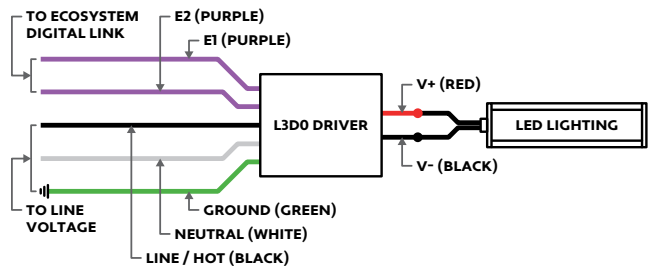 TO ECOSYSTEM
DIGITAL LINK
E2 (PURPLE)
E1 (PURPLE)
L3D0 DRIVER
V+ (RED)
LED LIGHTING
V- (BLACK)
TO LINE
VOLTAGE
GROUND (GREEN)
NEUTRAL (WHITE)
LINE / HOT (BLACK)